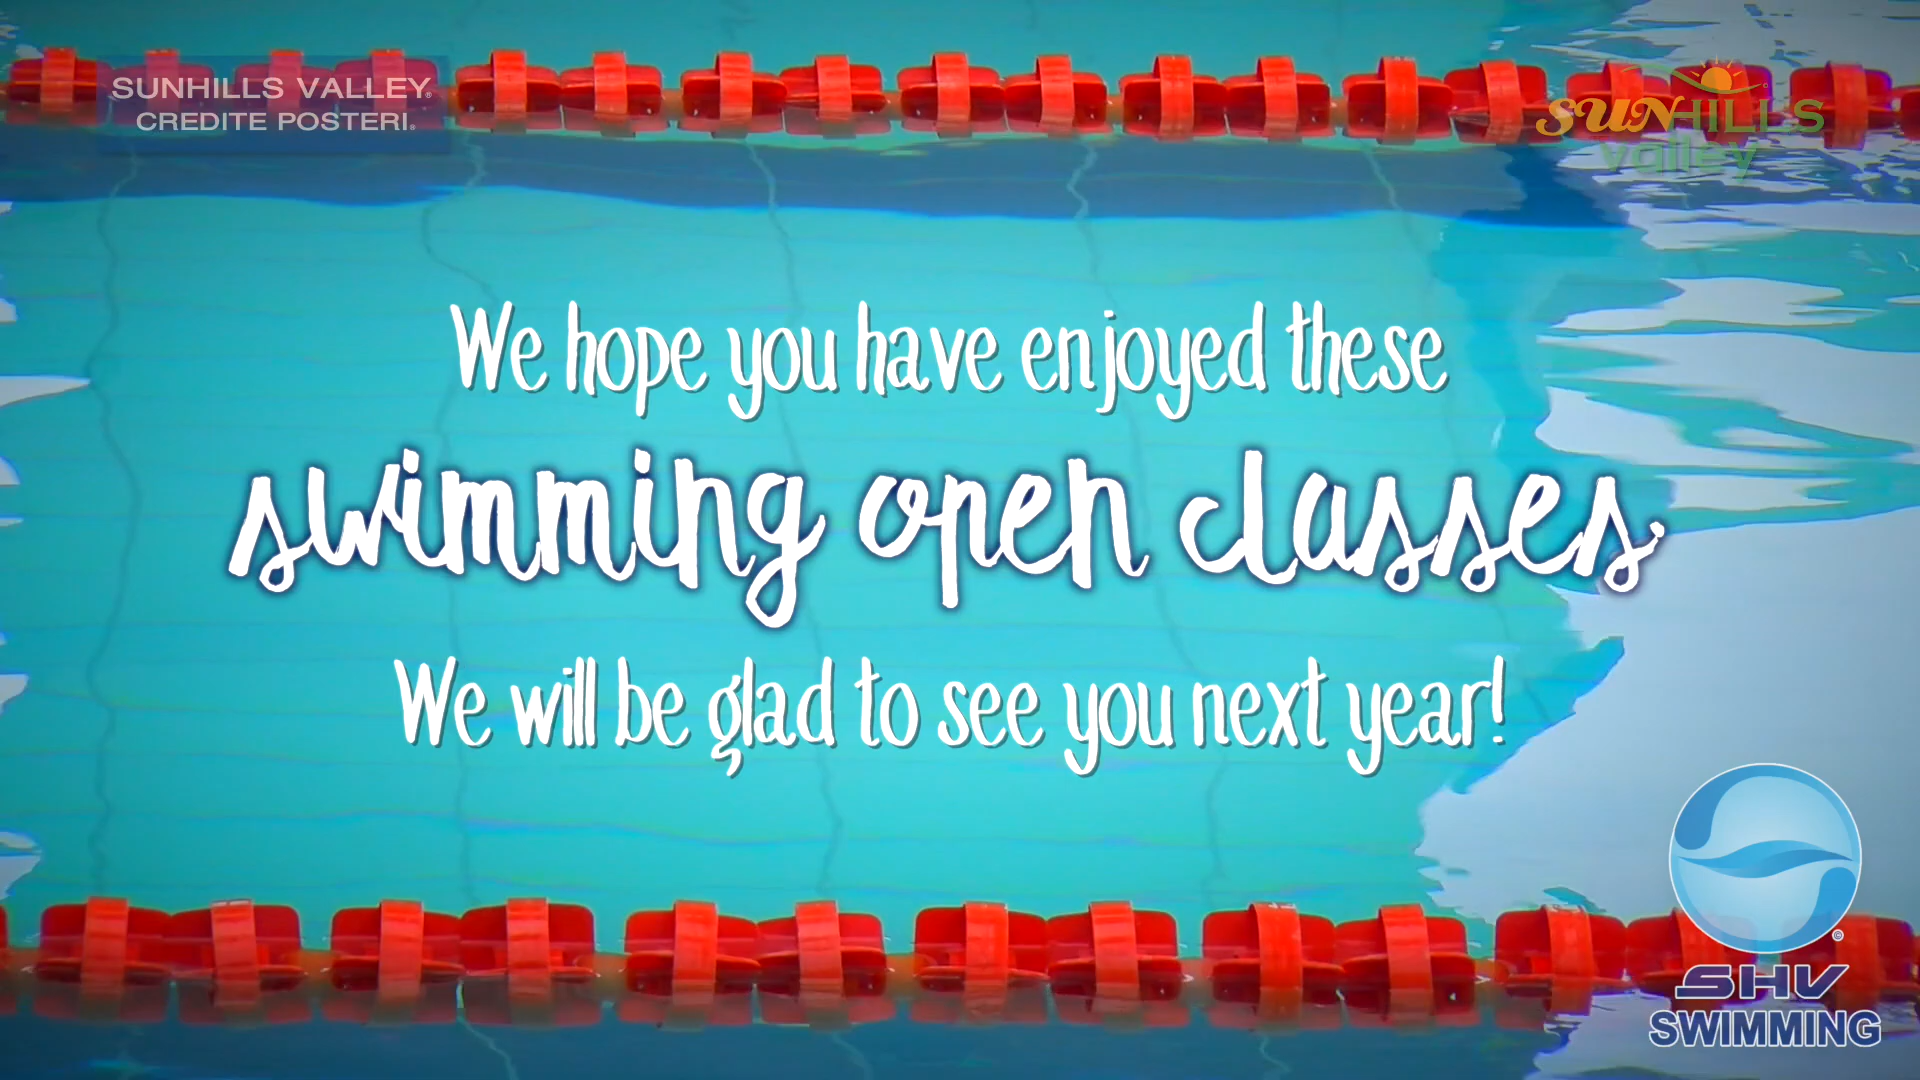 SUNHILLS VALLEY®
CREDITE POSTERI®
SUNHILLS
valley
We hope you have enjoyed these
swimming open classes.
We will be glad to see you next year!
©
SHV
SWIMMING